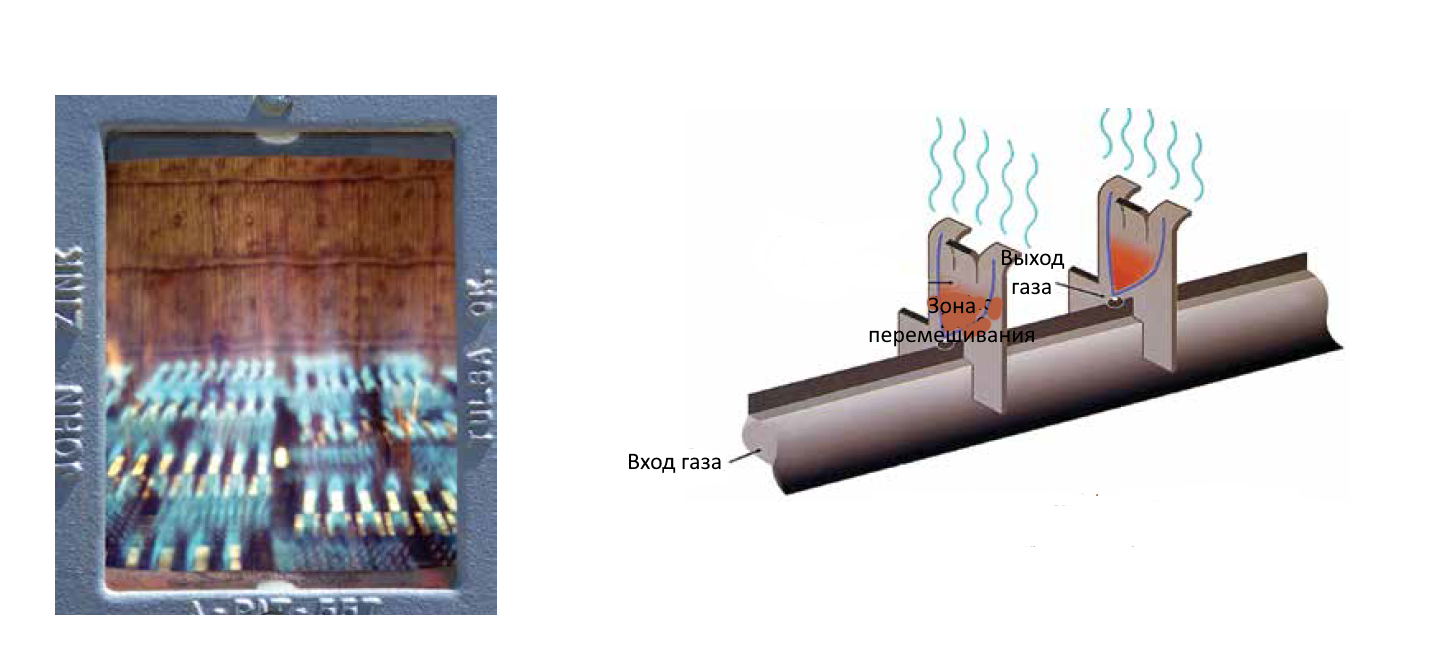 JOHN ZINK
TULSA OK.
Выход
газа
Зона
перемешивания
Вход газа